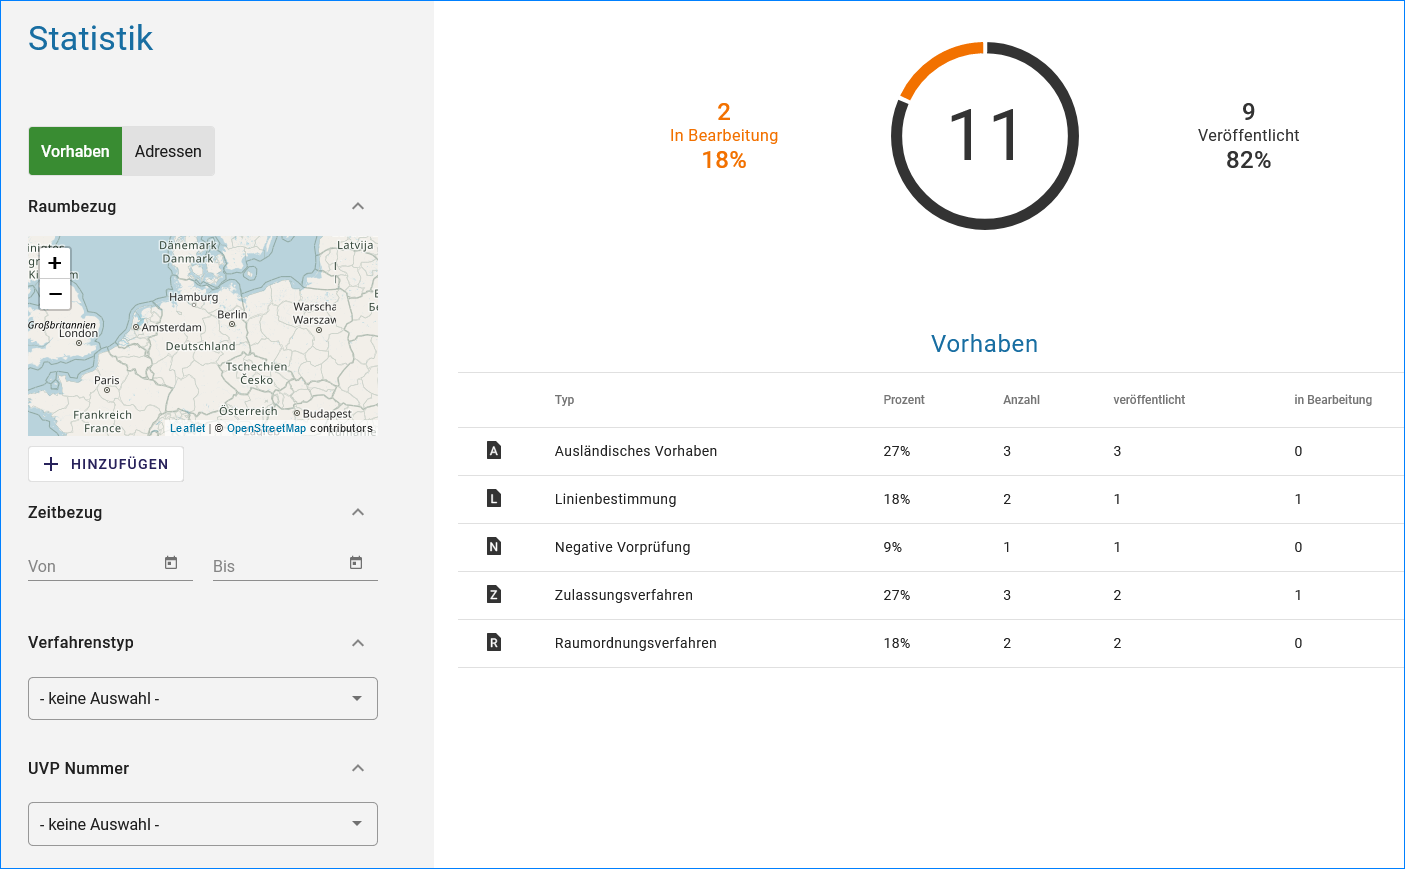 Statistik
Vorhaben Adressen
Raumbezug
Dänemark
Danmark
Latvija
Hamburg
Berlin
Warscha
Warszaw
Großbritannien
London
Amsterdam
Deutschland
Tschechien
Česko
Paris
Österreich
Budapest
Frankreich
France
Leaflet | © OpenStreetMap contributors
+
−
+ HINZUFÜGEN
Zeitbezug
Von Bis
Verfahrenstyp
- keine Auswahl -
UVP Nummer
- keine Auswahl -
2
In Bearbeitung
18%
11
9
Veröffentlicht
82%
Vorhaben
Typ Prozent Anzahl veröffentlicht in Bearbeitung
A Ausländisches Vorhaben 27% 3 3 0
L Linienbestimmung 18% 2 1 1
N Negative Vorprüfung 9% 1 1 0
Z Zulassungsverfahren 27% 3 2 1
R Raumordnungsverfahren 18% 2 2 0